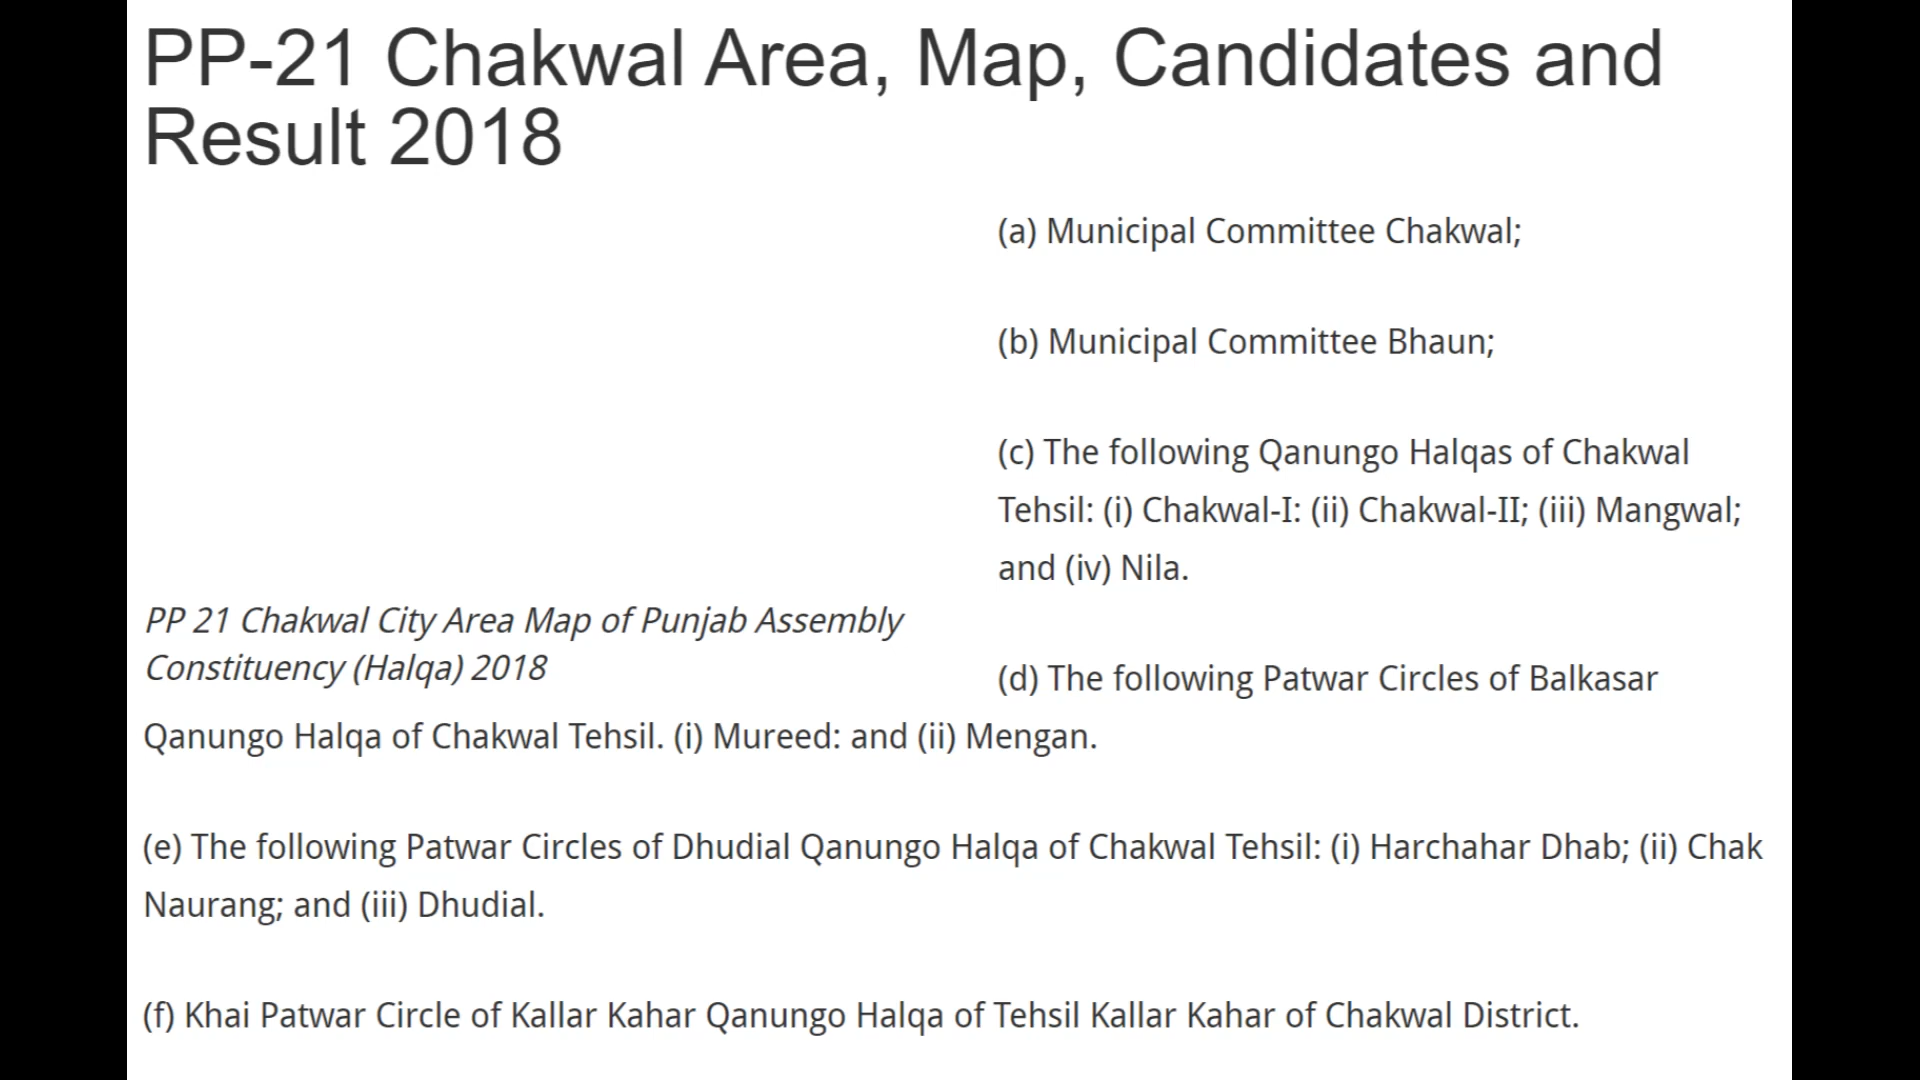 PP-21 Chakwal Area, Map, Candidates and
Result 2018
(a) Municipal Committee Chakwal;
(b) Municipal Committee Bhaun;
(c) The following Qanungo Halqas of Chakwal
Tehsil: (i) Chakwal-I: (ii) Chakwal-II; (iii) Mangwal;
and (iv) Nila.
PP 21 Chakwal City Area Map of Punjab Assembly
Constituency (Halqa) 2018
(d) The following Patwar Circles of Balkasar
Qanungo Halqa of Chakwal Tehsil. (i) Mureed: and (ii) Mengan.
(e) The following Patwar Circles of Dhudial Qanungo Halqa of Chakwal Tehsil: (i) Harchahar Dhab; (ii) Chak
Naurang; and (iii) Dhudial.
(f) Khai Patwar Circle of Kallar Kahar Qanungo Halqa of Tehsil Kallar Kahar of Chakwal District.